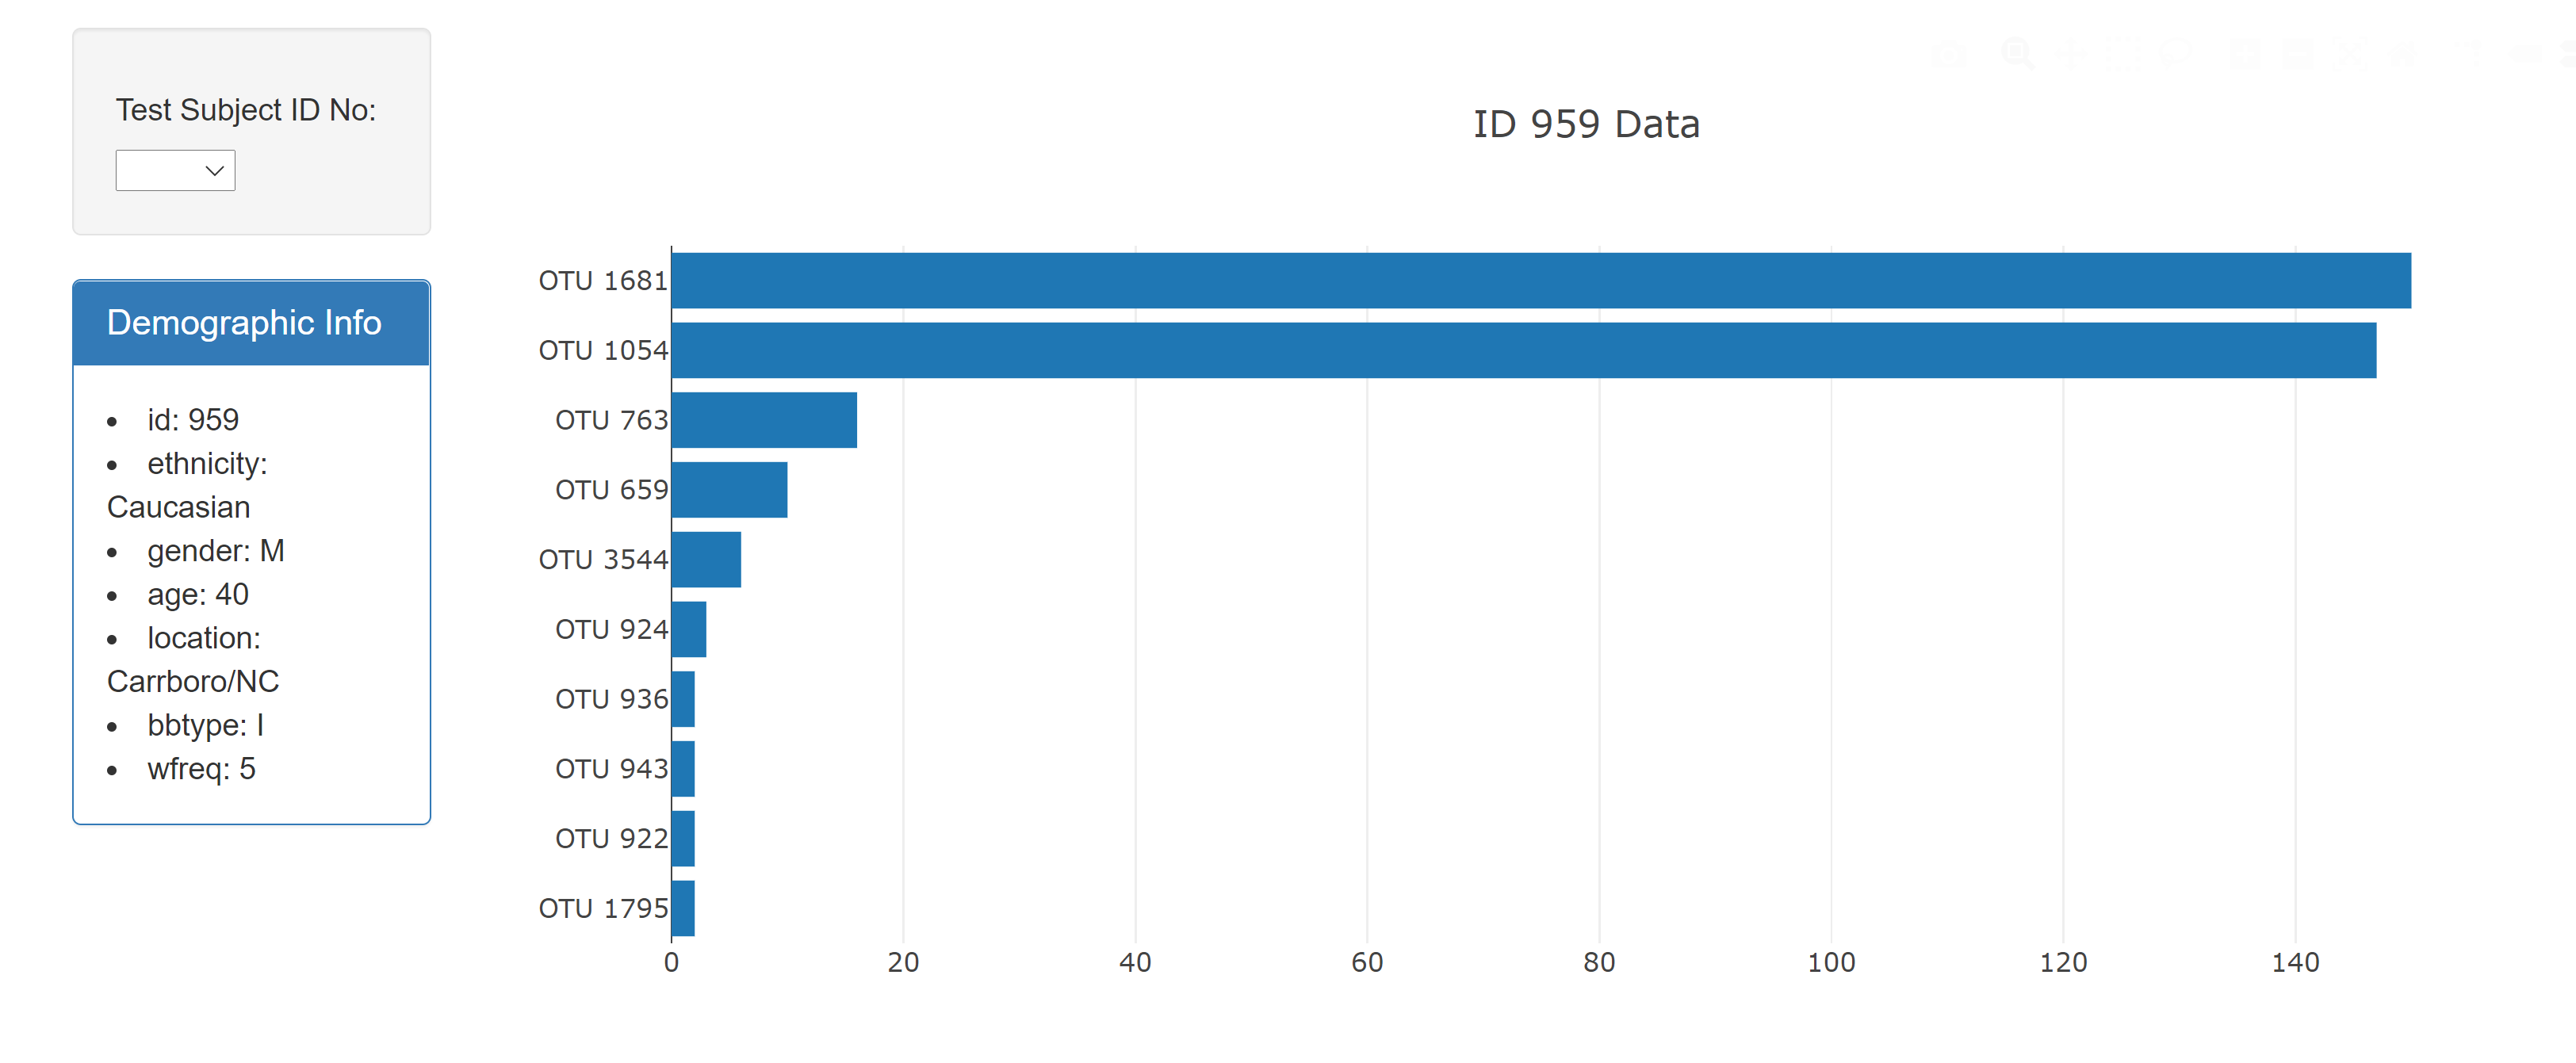 Test Subject ID No:
Demographic Info
id: 959
ethnicity:
Caucasian
gender: M
age: 40
location:
Carrboro/NC
bbtype: I
wfreq: 5
ID 959 Data
OTU 1681
OTU 1054
OTU 763
OTU 659
OTU 3544
OTU 924
OTU 936
OTU 943
OTU 922
OTU 1795
0 20 40 60 80 100 120 140